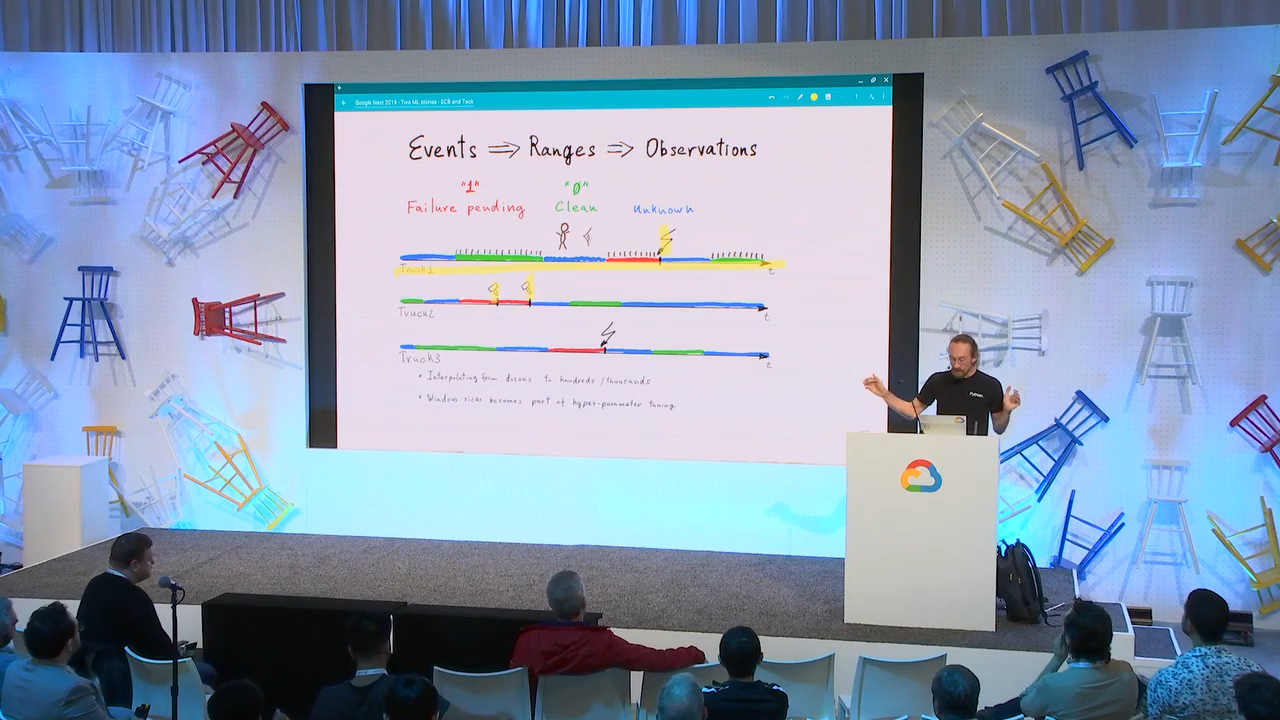 Google Next 2019 - Two ML stories - ECB and Teck
Events => Ranges => Observations
"1" "0"
Failure pending Clean Unknown
Truck1 t
Truck2 t
Truck3 t
• Interpolating from dozens to hundreds/thousands
• Window sizes becomes part of hyper-parameter tuning
Python